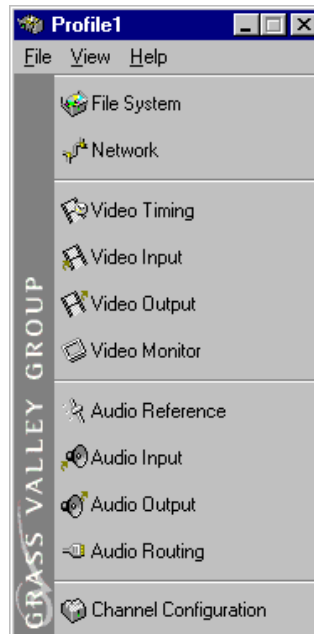 Profile1
File View Help
File System
Network
Video Timing
Video Input
Video Output
Video Monitor
Audio Reference
Audio Input
Audio Output
Audio Routing
Channel Configuration
GRASS VALLEY GROUP